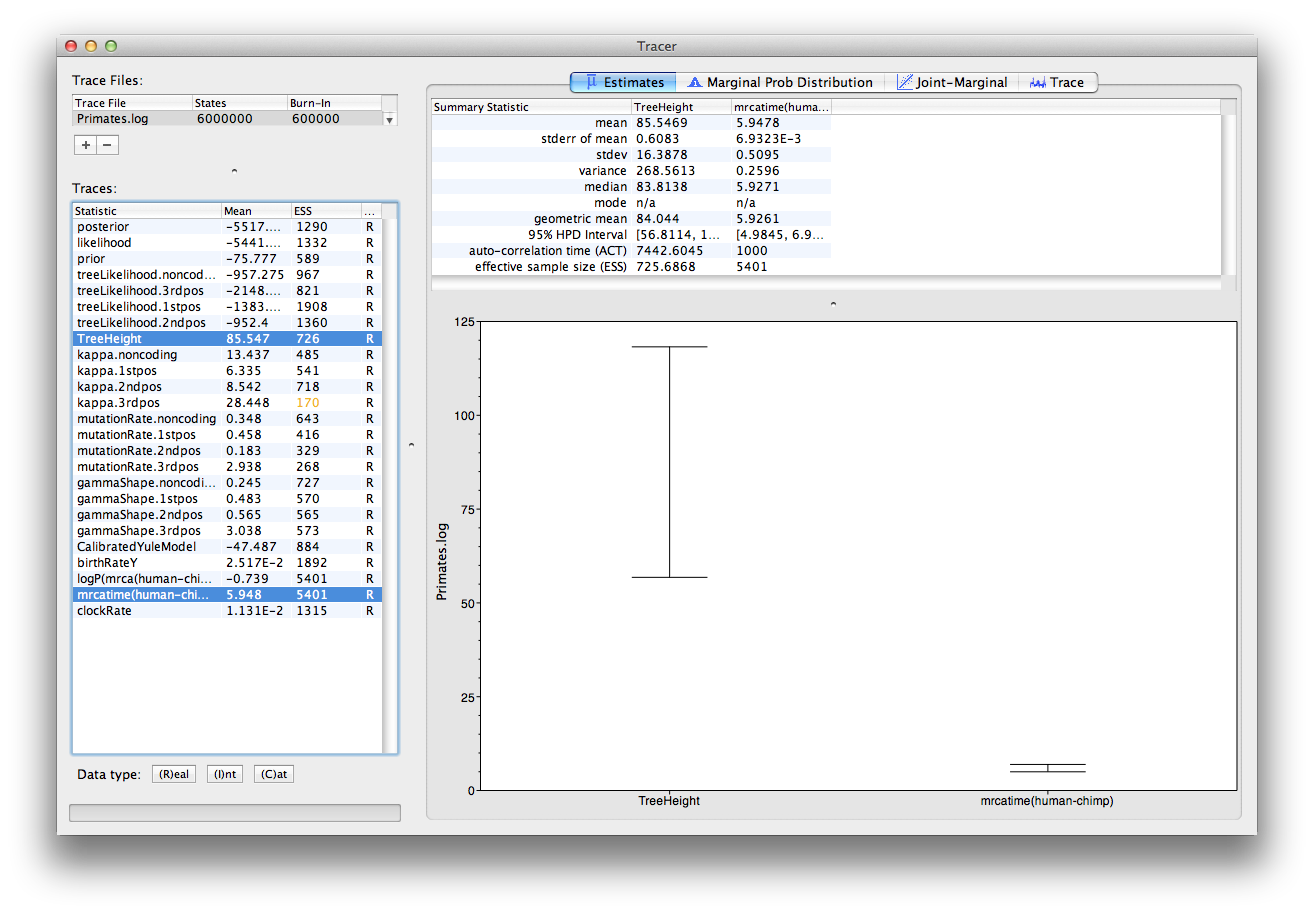 Tracer
Trace Files:
Trace File States Burn-In
Primates.log 6000000 600000
+ −
Traces:
Statistic Mean ESS ...
posterior -5517.... 1290 R
likelihood -5441.... 1332 R
prior -75.777 589 R
treeLikelihood.noncod... -957.275 967 R
treeLikelihood.3rdpos -2148.... 821 R
treeLikelihood.1stpos -1383.... 1908 R
treeLikelihood.2ndpos -952.4 1360 R
TreeHeight 85.547 726 R
kappa.noncoding 13.437 485 R
kappa.1stpos 6.335 541 R
kappa.2ndpos 8.542 718 R
kappa.3rdpos 28.448 170 R
mutationRate.noncoding 0.348 643 R
mutationRate.1stpos 0.458 416 R
mutationRate.2ndpos 0.183 329 R
mutationRate.3rdpos 2.938 268 R
gammaShape.noncodi... 0.245 727 R
gammaShape.1stpos 0.483 570 R
gammaShape.2ndpos 0.565 565 R
gammaShape.3rdpos 3.038 573 R
CalibratedYuleModel -47.487 884 R
birthRateY 2.517E-2 1892 R
logP(mrca(human-chi... -0.739 5401 R
mrcatime(human-chi... 5.948 5401 R
clockRate 1.131E-2 1315 R
Data type: (R)eal (I)nt (C)at
Estimates Marginal Prob Distribution Joint-Marginal Trace
Summary Statistic TreeHeight mrcatime(huma...
mean 85.5469 5.9478
stderr of mean 0.6083 6.9323E-3
stdev 16.3878 0.5095
variance 268.5613 0.2596
median 83.8138 5.9271
mode n/a n/a
geometric mean 84.044 5.9261
95% HPD Interval [56.8114, 1... [4.9845, 6.9...
auto-correlation time (ACT) 7442.6045 1000
effective sample size (ESS) 725.6868 5401
125
100
75
50
25
0
Primates.log
TreeHeight mrcatime(human-chimp)